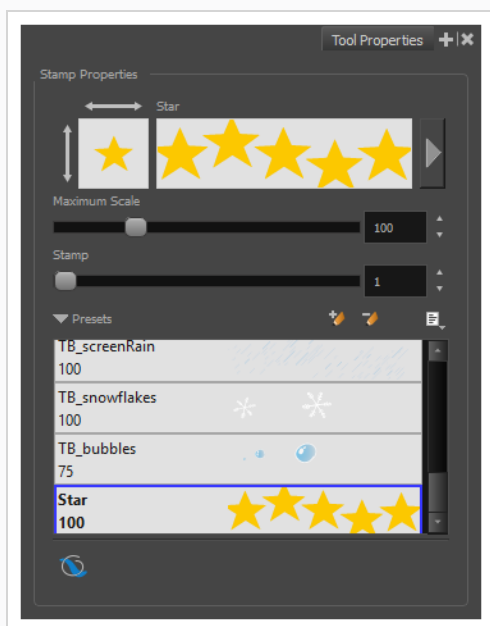 Tool Properties
Stamp Properties
Star
Maximum Scale
100
Stamp
1
Presets
TB_screenRain
100
TB_snowflakes
100
TB_bubbles
75
Star
100